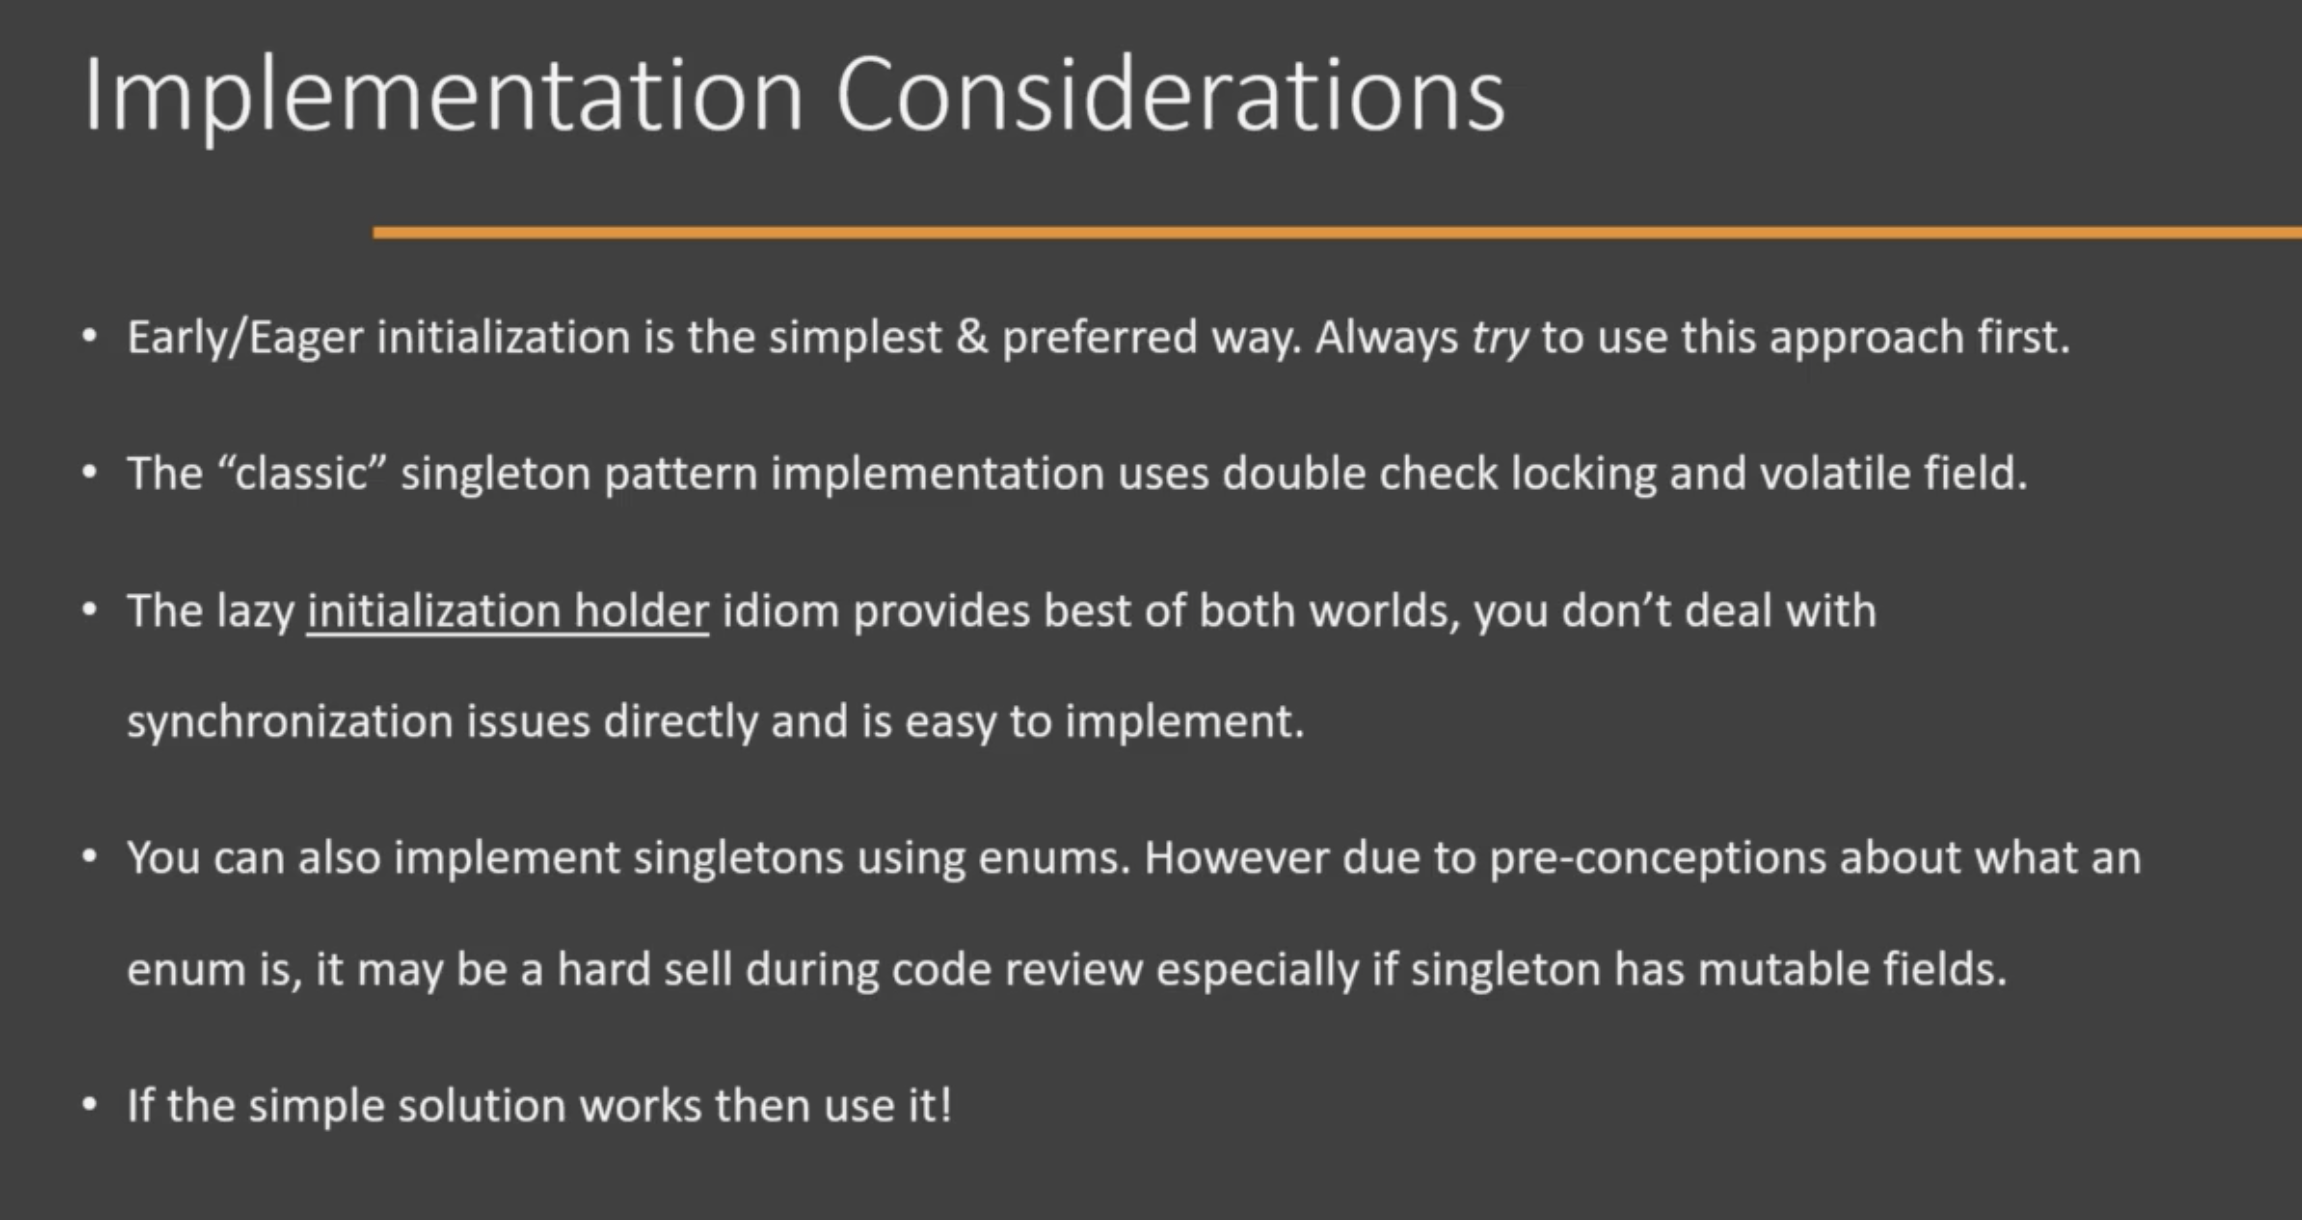 Implementation Considerations
• Early/Eager initialization is the simplest & preferred way. Always try to use this approach first.
• The “classic” singleton pattern implementation uses double check locking and volatile field.
• The lazy initialization holder idiom provides best of both worlds, you don’t deal with
synchronization issues directly and is easy to implement.
• You can also implement singletons using enums. However due to pre-conceptions about what an
enum is, it may be a hard sell during code review especially if singleton has mutable fields.
• If the simple solution works then use it!